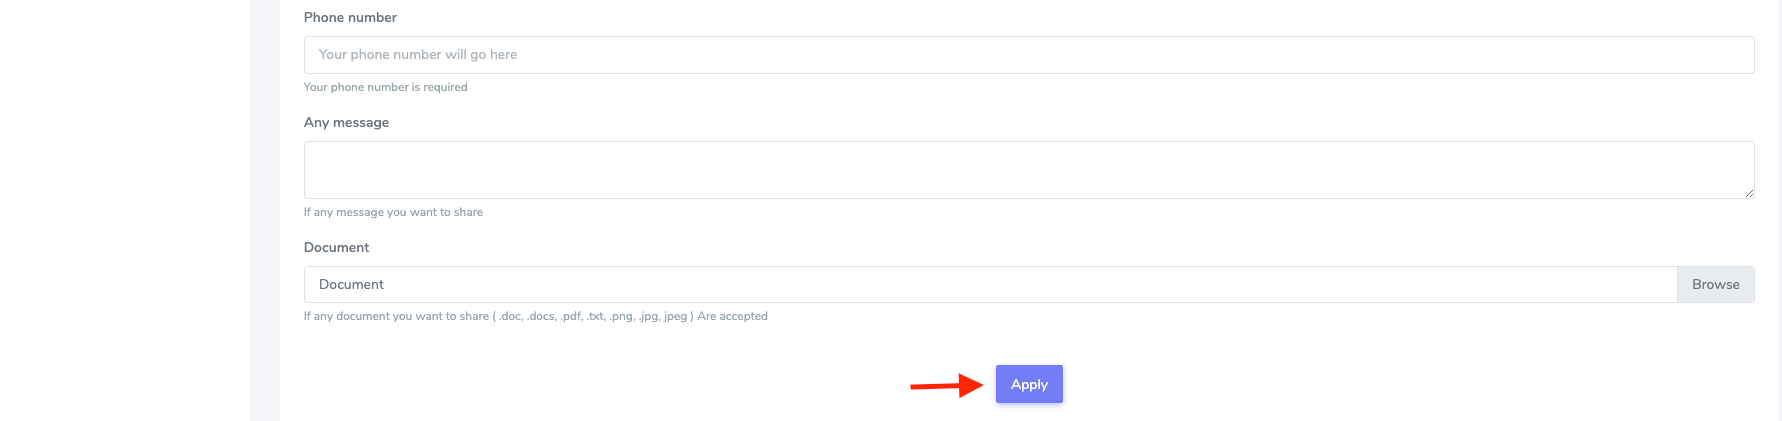 Phone number
Your phone number will go here
Your phone number is required
Any message
If any message you want to share
Document
Document Browse
If any document you want to share ( .doc, .docs, .pdf, .txt, .png, .jpg, jpeg ) Are accepted
Apply